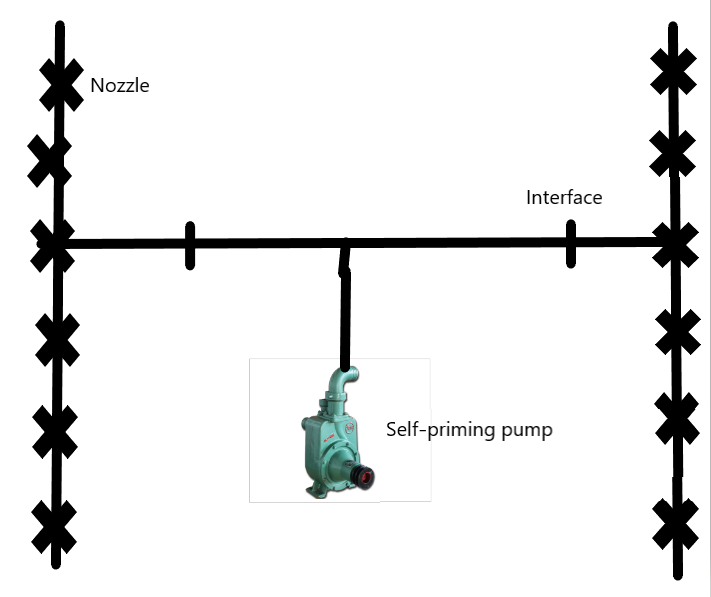 Nozzle
Interface
Self-priming pump